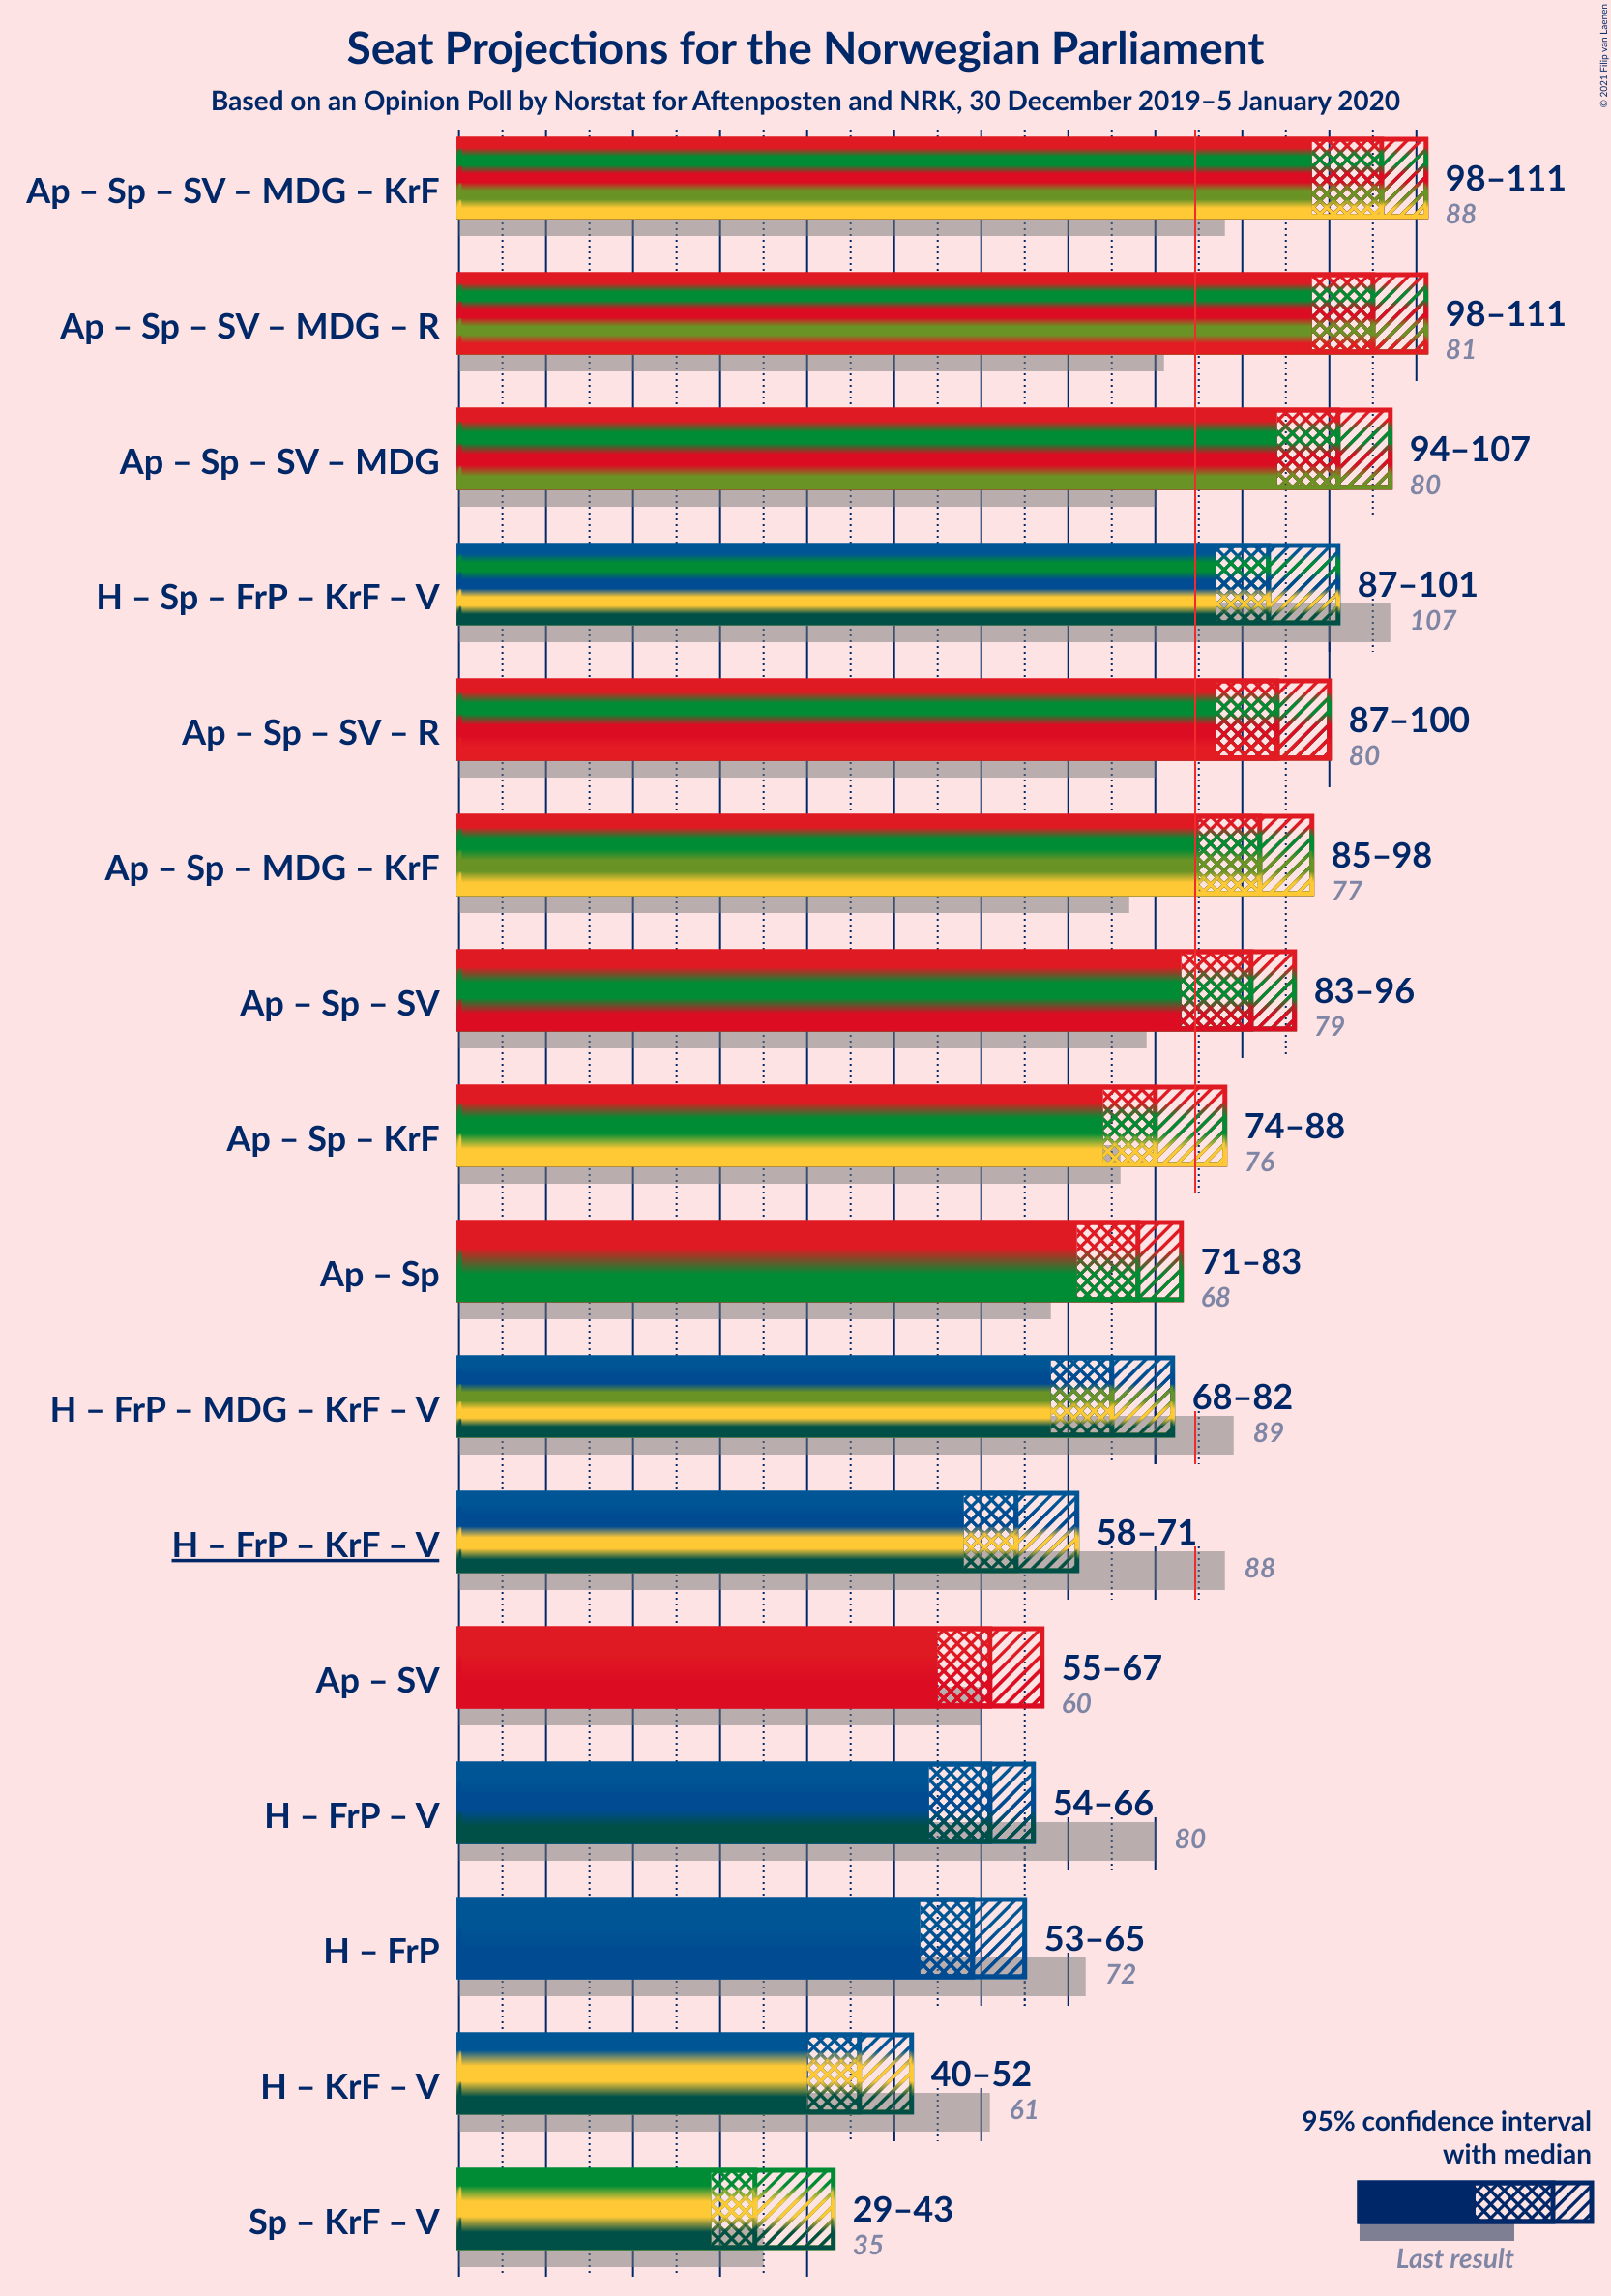 Seat Projections for the Norwegian Parliament
Based on an Opinion Poll by Norstat for Aftenposten and NRK, 30 December 2019–5 January 2020
© 2021 Filip van Laenen
Ap – Sp – SV – MDG – KrF
98–111
88
Ap – Sp – SV – MDG – R
98–111
81
Ap – Sp – SV – MDG
94–107
80
H – Sp – FrP – KrF – V
87–101
107
Ap – Sp – SV – R
87–100
80
Ap – Sp – MDG – KrF
85–98
77
Ap – Sp – SV
83–96
79
Ap – Sp – KrF
74–88
76
Ap – Sp
71–83
68
H – FrP – MDG – KrF – V
68–82
89
H – FrP – KrF – V
58–71
88
Ap – SV
55–67
60
H – FrP – V
54–66
80
H – FrP
53–65
72
H – KrF – V
40–52
61
Sp – KrF – V
29–43
35
95% confidence interval
with median
Last result